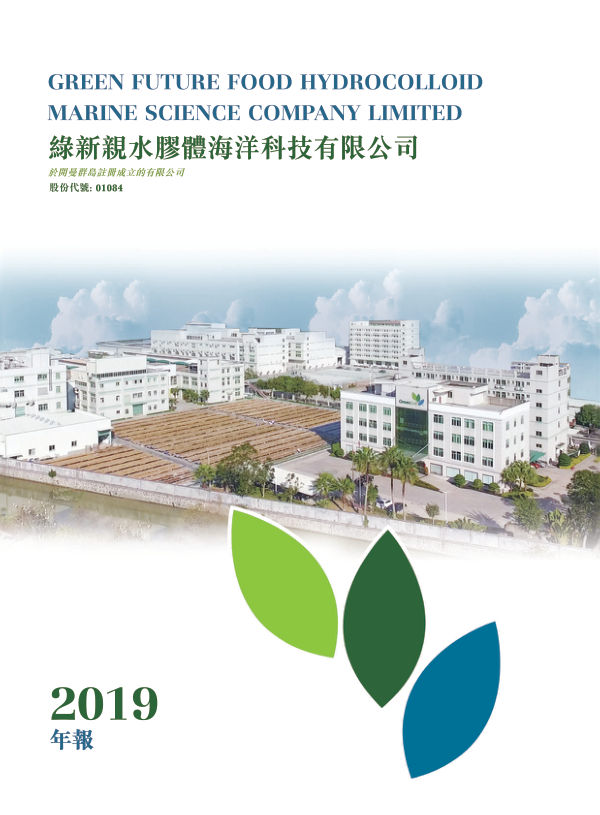 GREEN FUTURE FOOD HYDROCOLLOID
MARINE SCIENCE COMPANY LIMITED
綠新親水膠體海洋科技有限公司
於開曼群島註冊成立的有限公司
股份代號: 01084
2019
年報